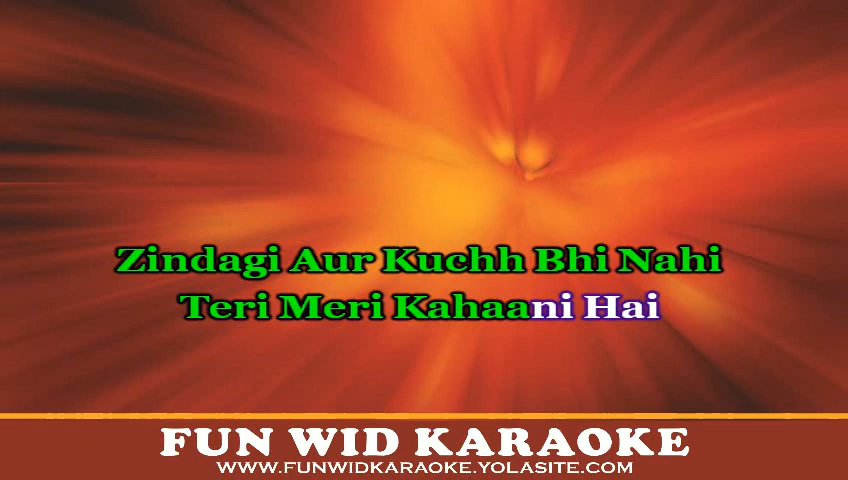 Zindagi Aur Kuchh Bhi Nahi
Teri Meri Kahaani Hai
FUN WID KARAOKE
WWW.FUNWIDKARAOKE.YOLASITE.COM